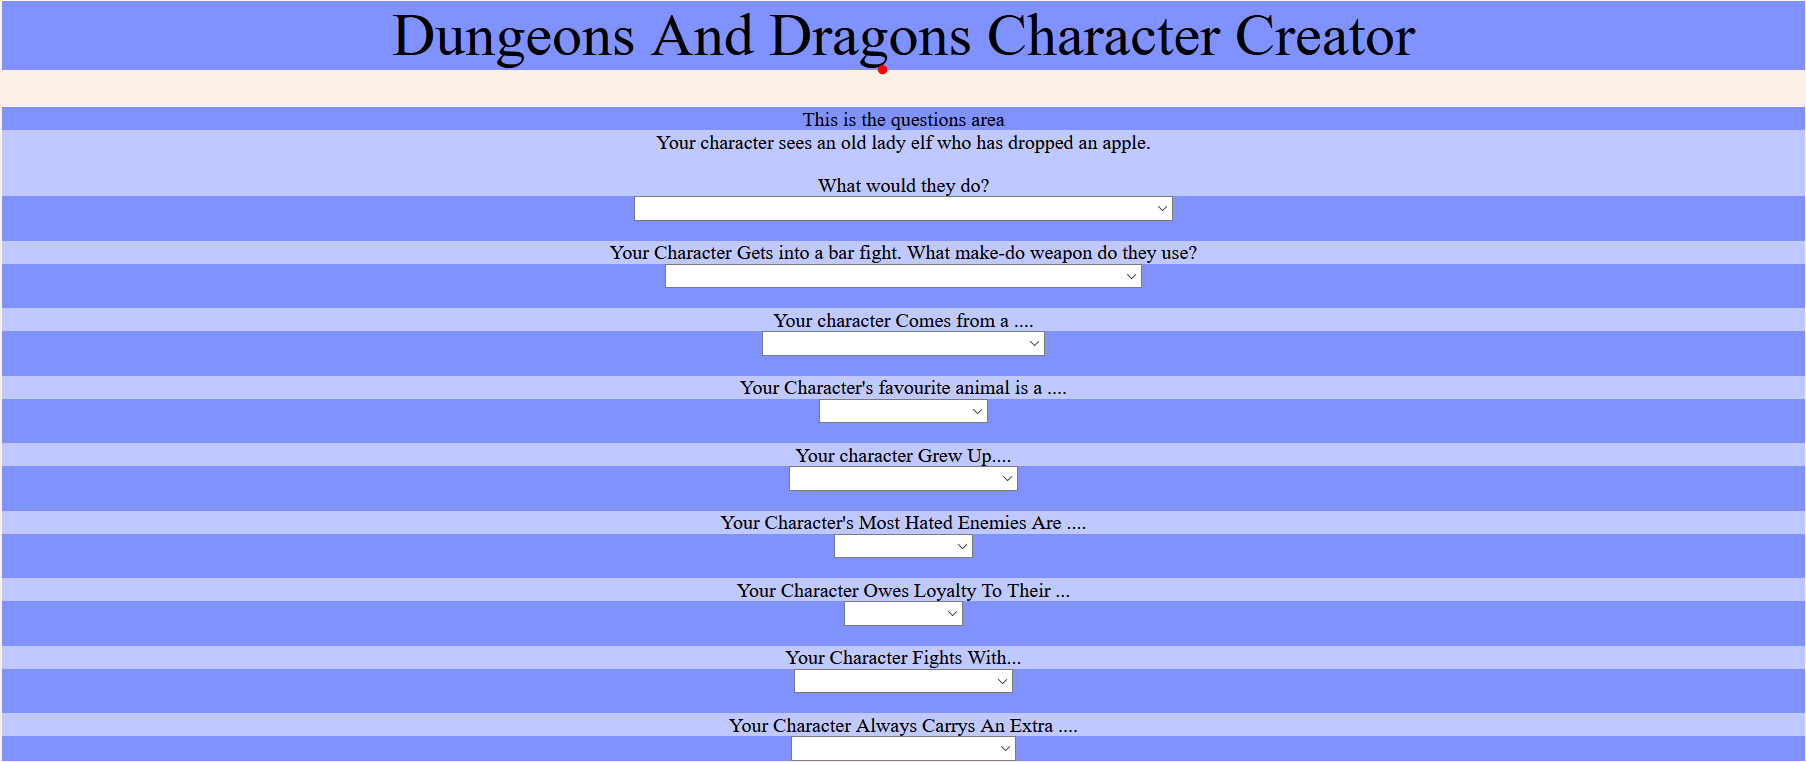 Dungeons And Dragons Character Creator
This is the questions area
Your character sees an old lady elf who has dropped an apple.
What would they do?
Your Character Gets into a bar fight. What make-do weapon do they use?
Your character Comes from a ....
Your Character's favourite animal is a ....
Your character Grew Up....
Your Character's Most Hated Enemies Are ....
Your Character Owes Loyalty To Their ...
Your Character Fights With...
Your Character Always Carrys An Extra ....